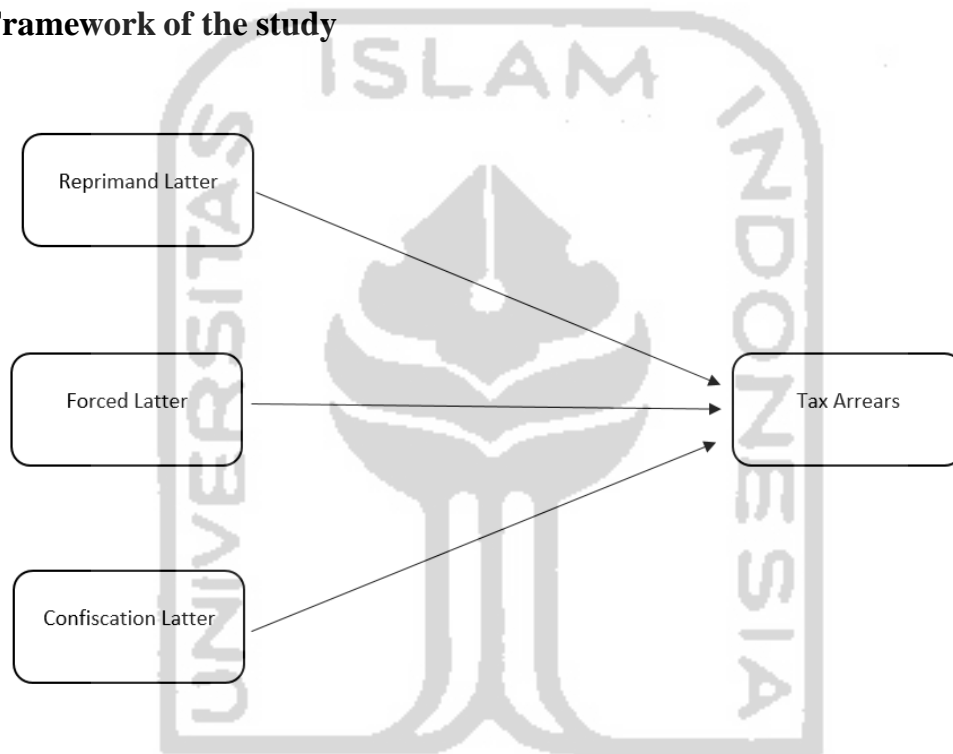 Framework of the study
ISLAM
UNIVERSITAS
INDONESIA
Reprimand Latter
Forced Latter
Tax Arrears
Confiscation Latter